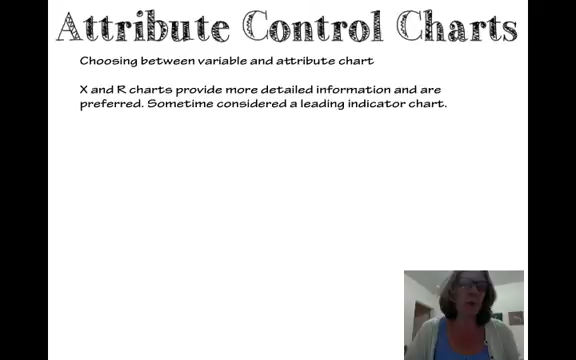 Attribute Control Charts
Choosing between variable and attribute chart
X and R charts provide more detailed information and are
preferred. Sometime considered a leading indicator chart.